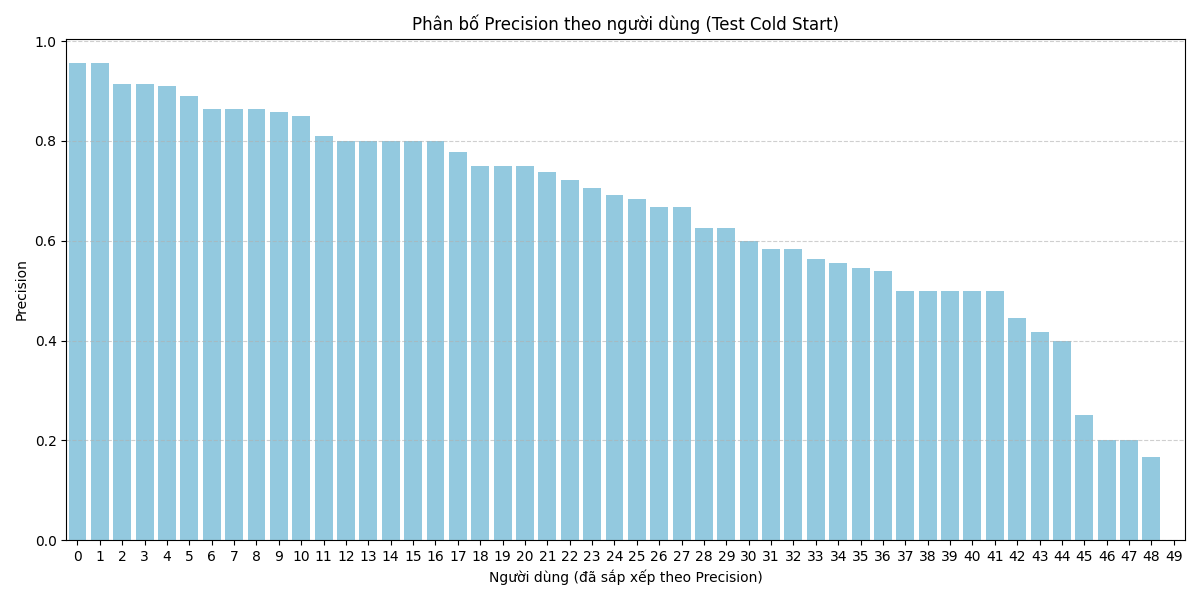 Phân bố Precision theo người dùng (Test Cold Start)
1.0
0.8
0.6
0.4
0.2
0.0
Precision
0 1 2 3 4 5 6 7 8 9 10 11 12 13 14 15 16 17 18 19 20 21 22 23 24 25 26 27 28 29 30 31 32 33 34 35 36 37 38 39 40 41 42 43 44 45 46 47 48 49
Người dùng (đã sắp xếp theo Precision)